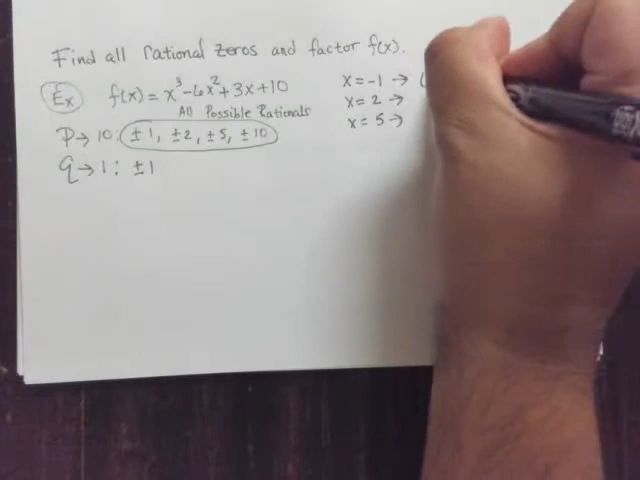 Find all rational zeros and factor f(x).
Ex f(x) = x³-6x²+3x+10
All Possible Rationals
P→10: ±1, ±2, ±5, ±10
q→1: ±1
x=-1 → (
x=2 →
x=5 →